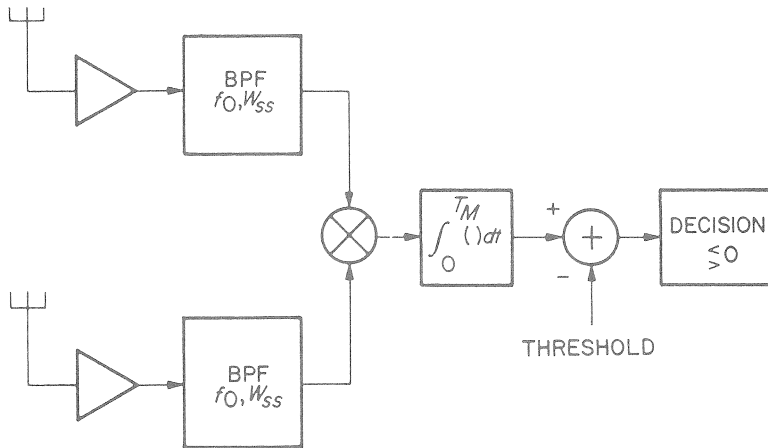 BPF
f0,Wss
TM
∫ ( ) dt
0
+
+
−
DECISION
≤
> 0
THRESHOLD
BPF
f0,Wss